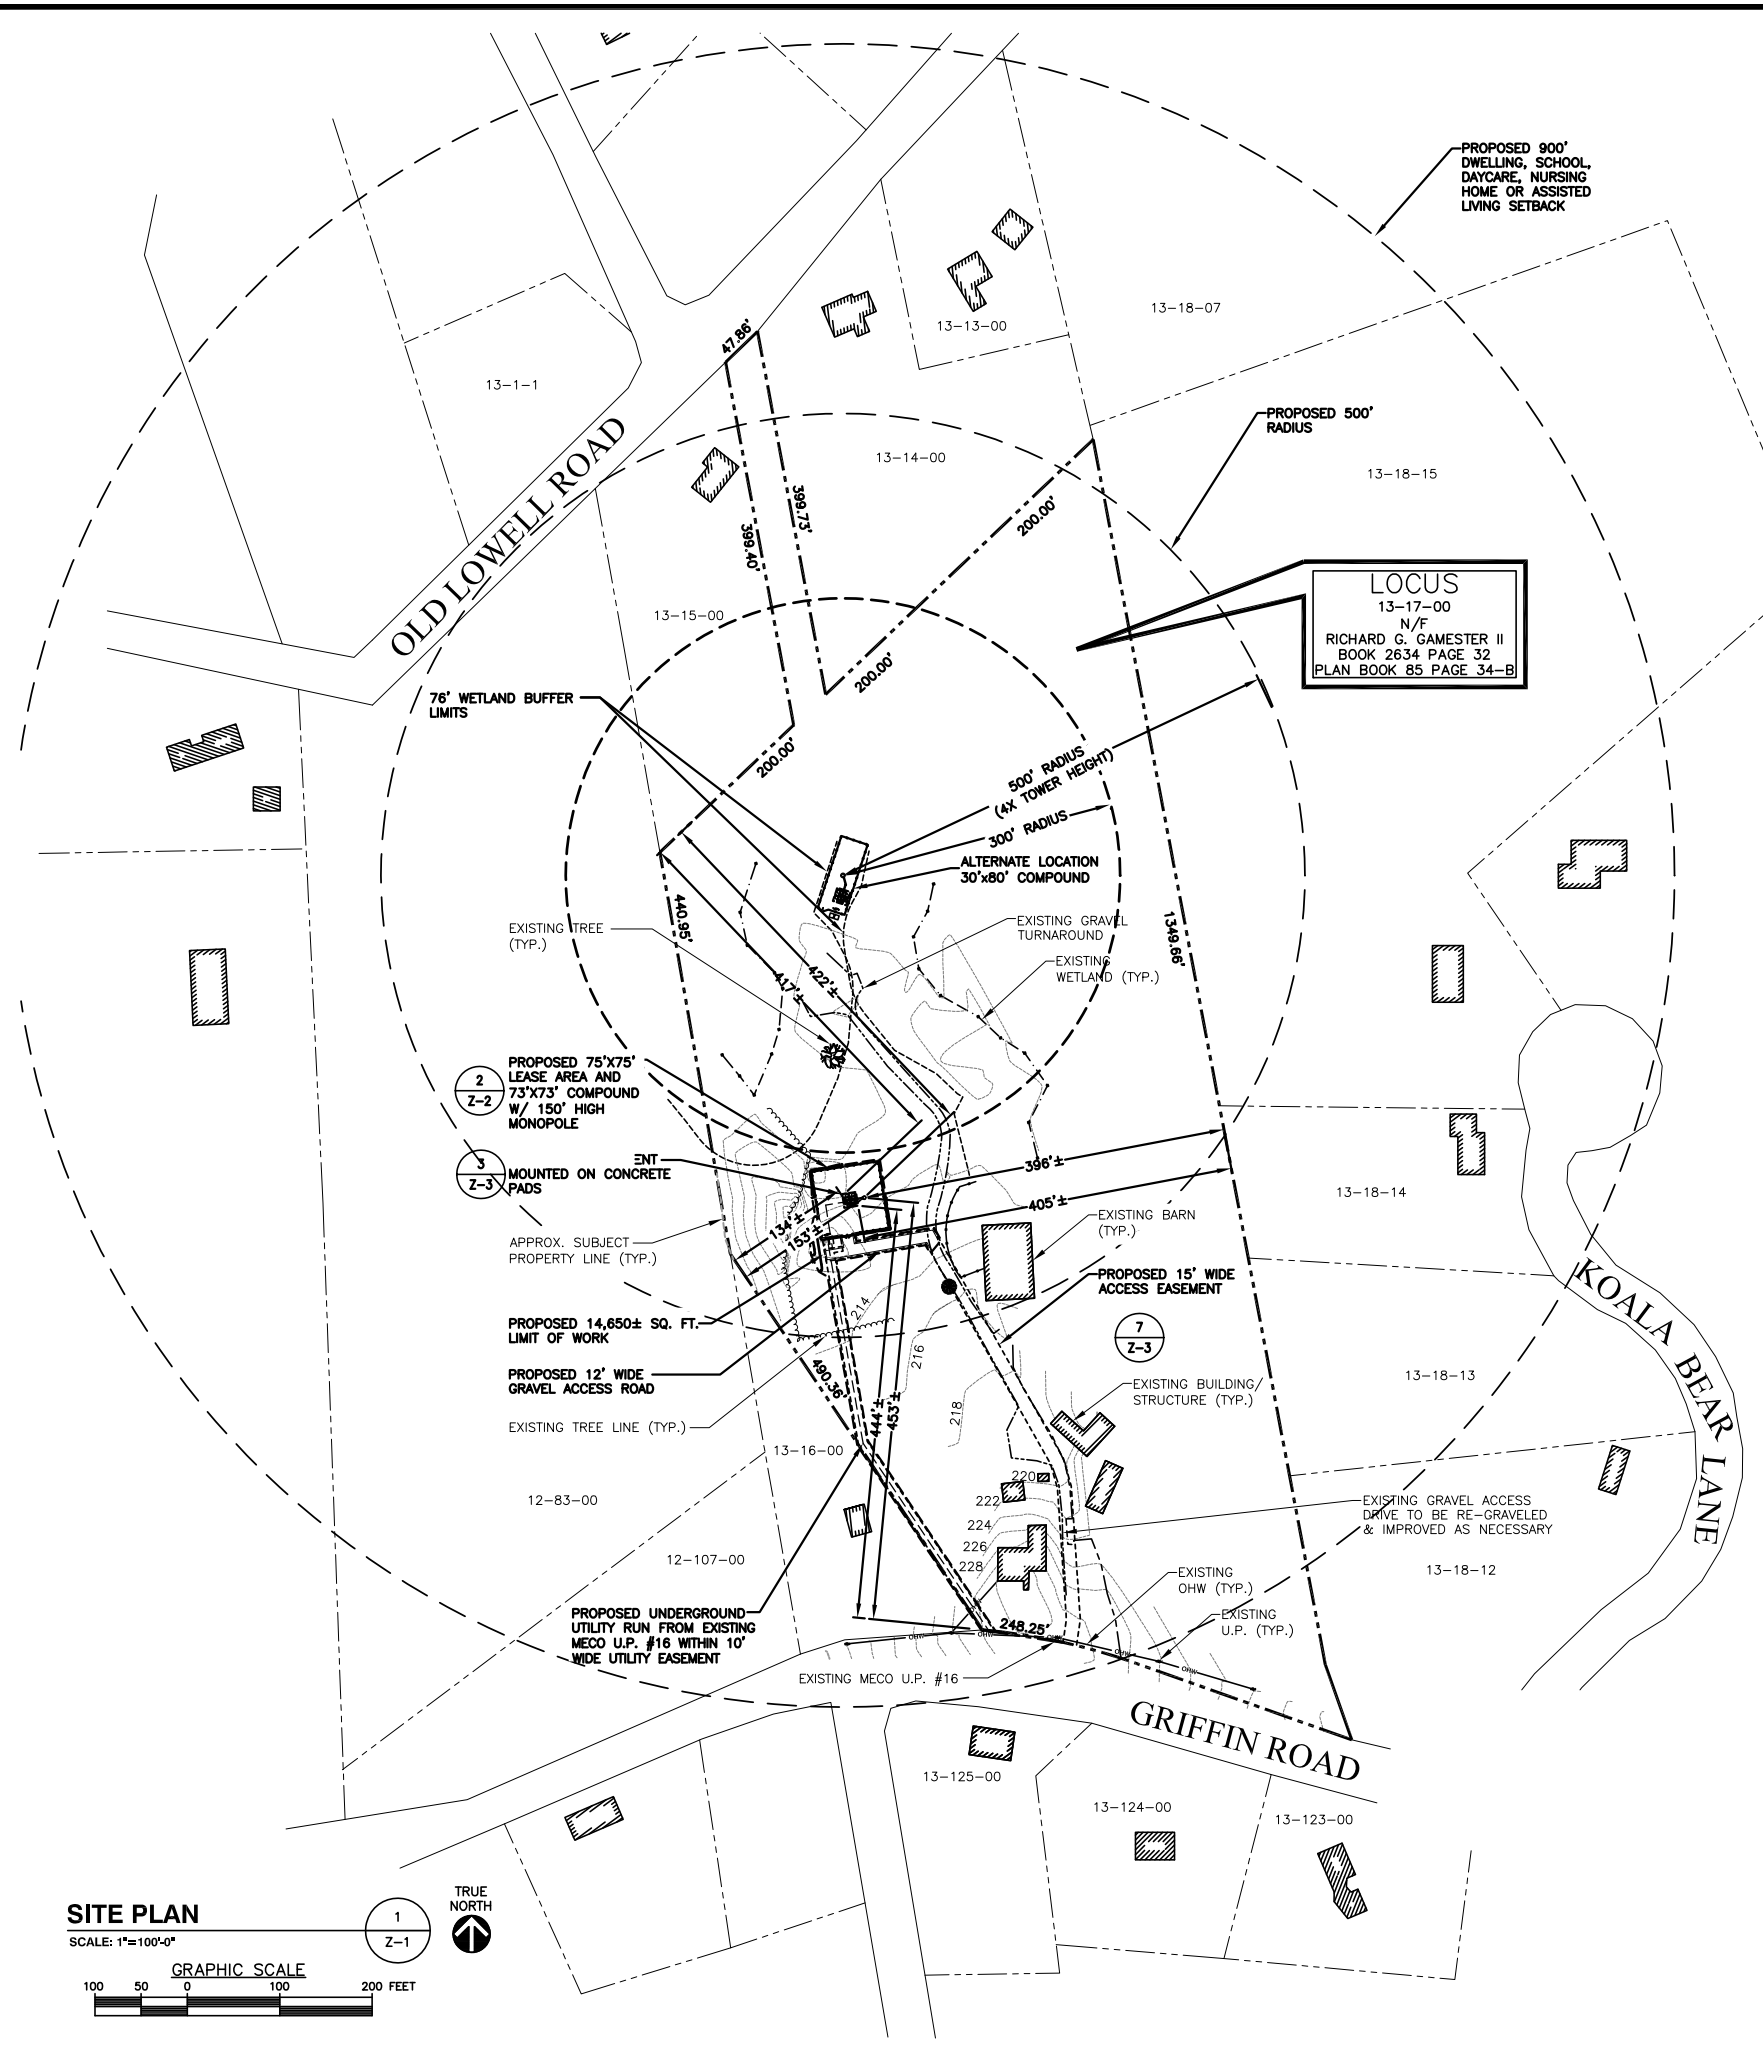 PROPOSED 900'
DWELLING, SCHOOL,
DAYCARE, NURSING
HOME OR ASSISTED
LIVING SETBACK
13-18-07
13-13-00
47.86'
13-1-1
PROPOSED 500'
RADIUS
13-14-00
13-18-15
OLD LOWELL ROAD
399.73'
399.40'
200.00'
LOCUS
13-17-00
N/F
RICHARD G. GAMESTER II
BOOK 2634 PAGE 32
PLAN BOOK 85 PAGE 34-B
13-15-00
200.00'
76' WETLAND BUFFER
LIMITS
200.00'
500' RADIUS
(4X TOWER HEIGHT)
300' RADIUS
ALTERNATE LOCATION
30'x80' COMPOUND
440.95'
1349.66'
EXISTING TREE
(TYP.)
EXISTING GRAVEL
TURNAROUND
EXISTING
WETLAND (TYP.)
422'±
417'±
2
Z-2
PROPOSED 75'X75'
LEASE AREA AND
73'X73' COMPOUND
W/ 150' HIGH
MONOPOLE
3
Z-3
ENT
MOUNTED ON CONCRETE
PADS
396'±
405'±
13-18-14
134'±
153'±
EXISTING BARN
(TYP.)
APPROX. SUBJECT
PROPERTY LINE (TYP.)
PROPOSED 15' WIDE
ACCESS EASEMENT
KOALA BEAR LANE
214
PROPOSED 14,650± SQ. FT.
LIMIT OF WORK
7
Z-3
216
PROPOSED 12' WIDE
GRAVEL ACCESS ROAD
490.36'
13-18-13
EXISTING BUILDING/
STRUCTURE (TYP.)
444'±
453'±
218
EXISTING TREE LINE (TYP.)
13-16-00
220
12-83-00
222
EXISTING GRAVEL ACCESS
DRIVE TO BE RE-GRAVELED
& IMPROVED AS NECESSARY
224
226
228
12-107-00
13-18-12
EXISTING
OHW (TYP.)
PROPOSED UNDERGROUND
UTILITY RUN FROM EXISTING
MECO U.P. #16 WITHIN 10'
WIDE UTILITY EASEMENT
248.25'
EXISTING
U.P. (TYP.)
OHW
OHW
OHW
OHW
OHW
EXISTING MECO U.P. #16
GRIFFIN ROAD
13-125-00
13-124-00
13-123-00
SITE PLAN
SCALE: 1"=100'-0"
1
Z-1
TRUE
NORTH
GRAPHIC SCALE
100 50 0 100 200 FEET